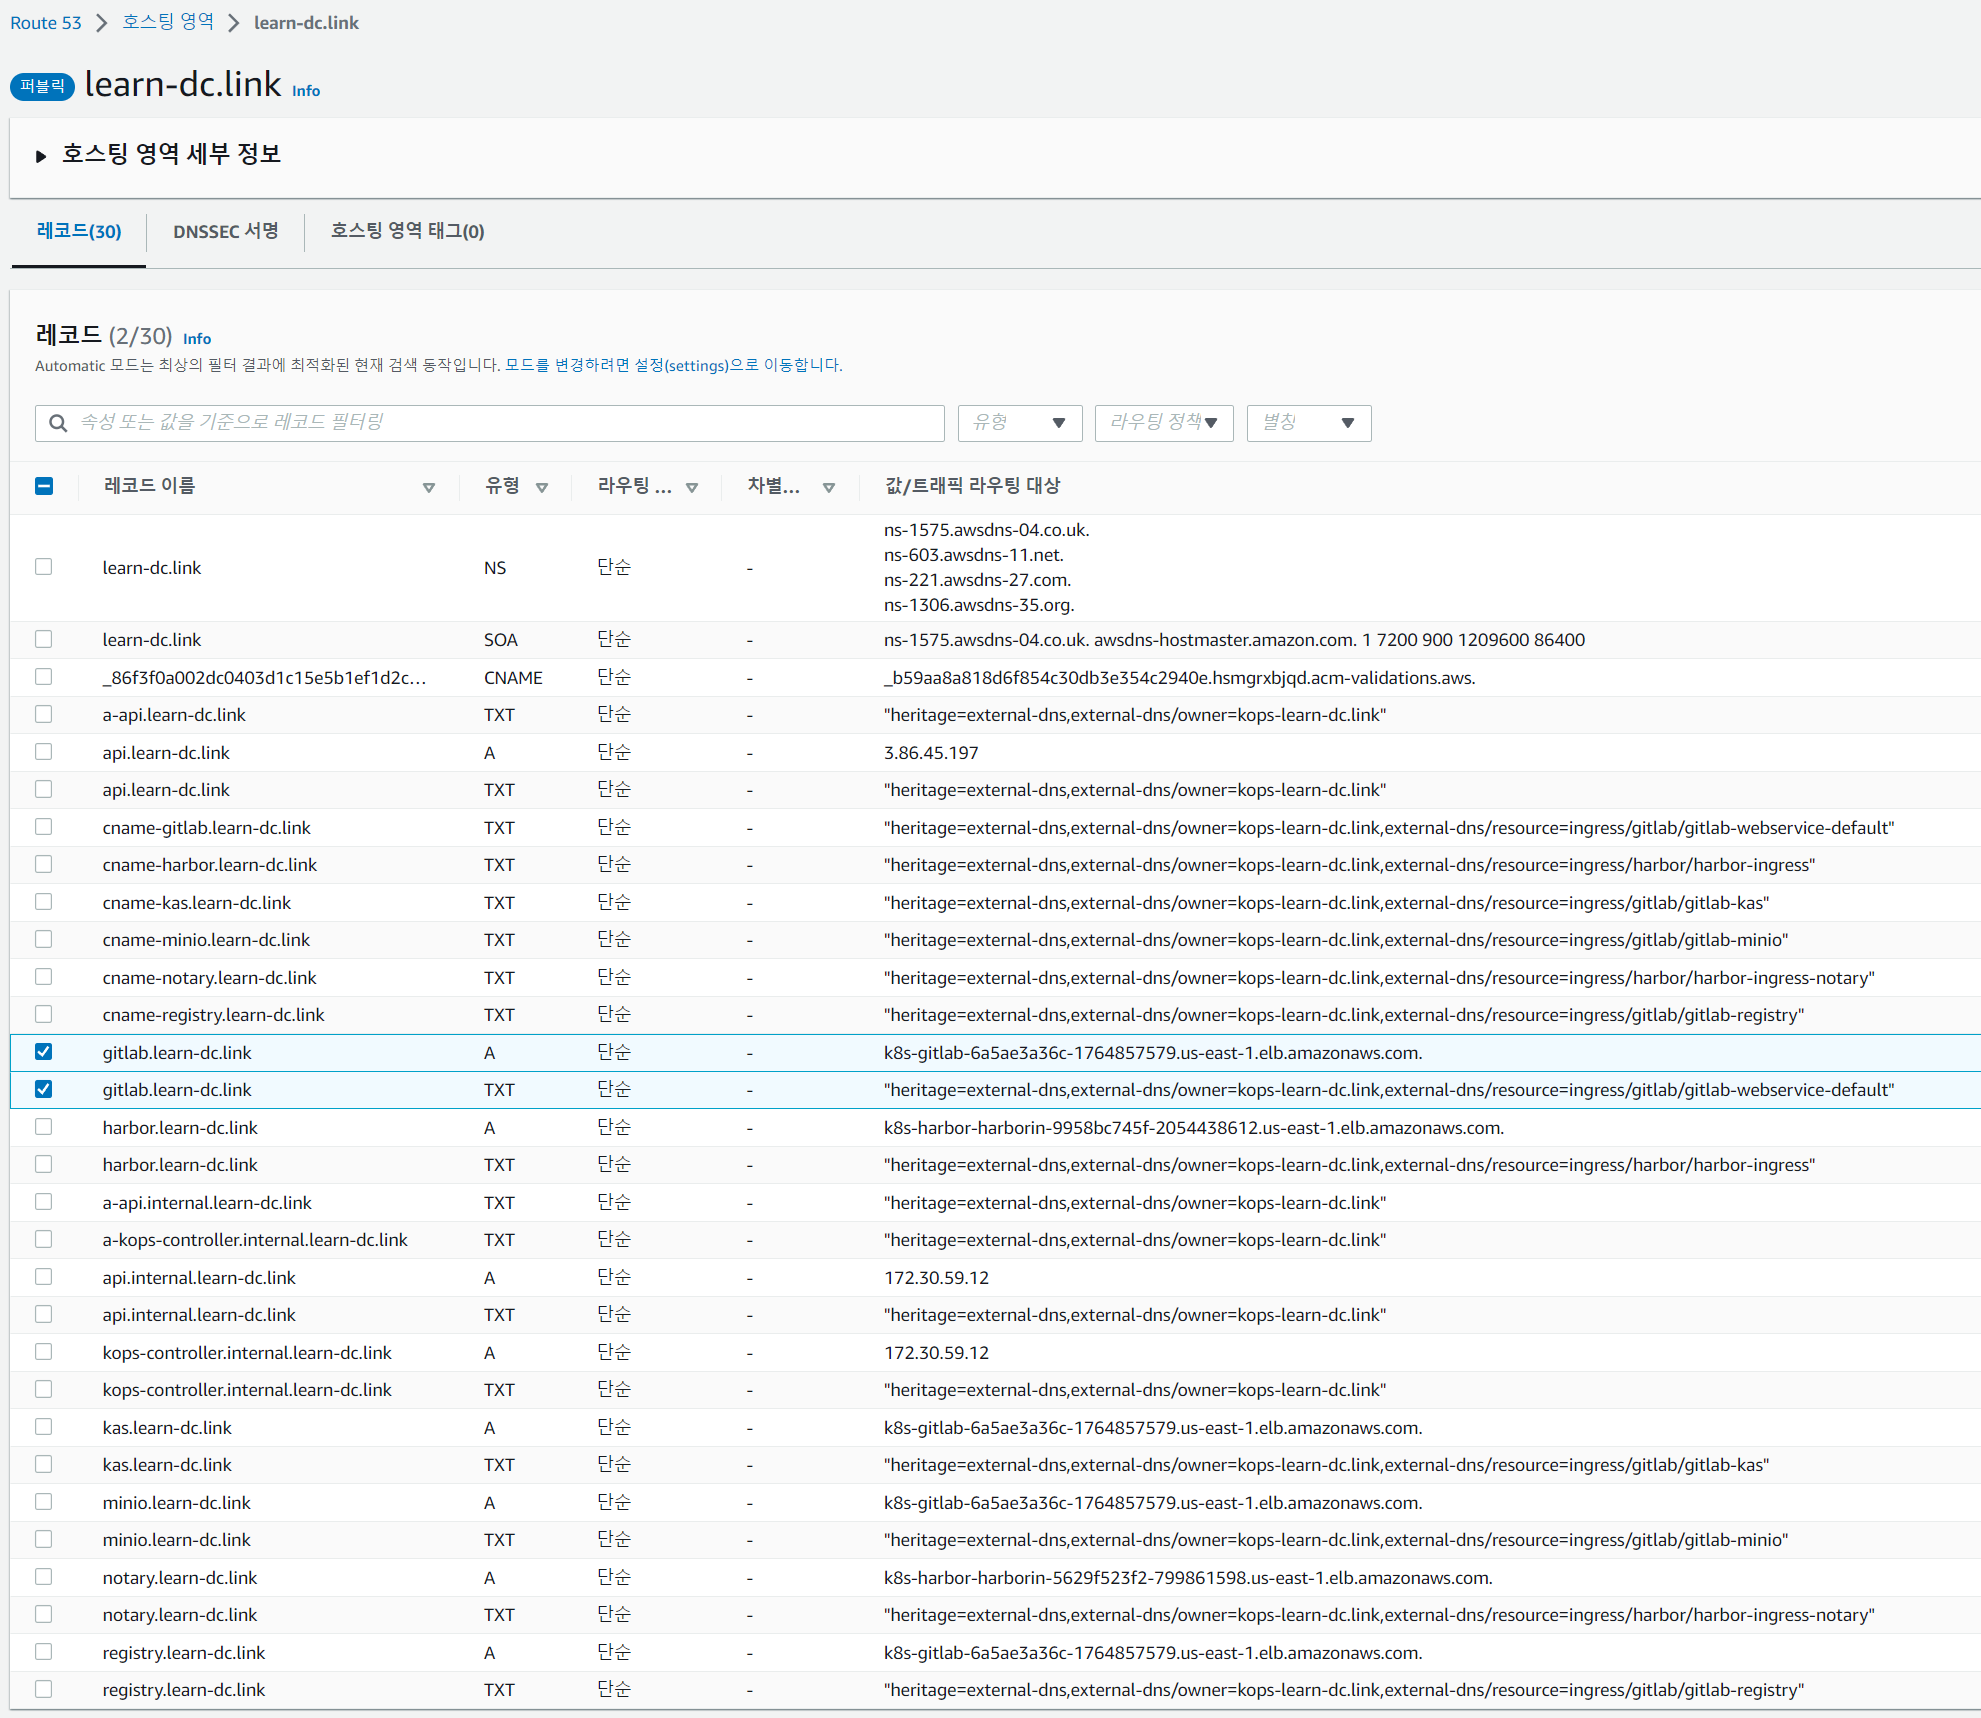 Route 53 > 호스팅 영역 > learn-dc.link
퍼블릭 learn-dc.link Info
호스팅 영역 세부 정보
레코드(30) DNSSEC 서명 호스팅 영역 태그(0)
레코드 (2/30) Info
Automatic 모드는 최상의 필터 결과에 최적화된 현재 검색 동작입니다. 모드를 변경하려면 설정(settings)으로 이동합니다.
속성 또는 값을 기준으로 레코드 필터링 유형 라우팅 정책 별칭
레코드 이름 유형 라우팅 ... 차별... 값/트래픽 라우팅 대상
ns-1575.awsdns-04.co.uk.
ns-603.awsdns-11.net.
learn-dc.link NS 단순 -
ns-221.awsdns-27.com.
ns-1306.awsdns-35.org.
learn-dc.link SOA 단순 - ns-1575.awsdns-04.co.uk. awsdns-hostmaster.amazon.com. 1 7200 900 1209600 86400
_86f3f0a002dc0403d1c15e5b1ef1d2c... CNAME 단순 - _b59aa8a818d6f854c30db3e354c2940e.hsmgrxbjqd.acm-validations.aws.
a-api.learn-dc.link TXT 단순 - "heritage=external-dns,external-dns/owner=kops-learn-dc.link"
api.learn-dc.link A 단순 - 3.86.45.197
api.learn-dc.link TXT 단순 - "heritage=external-dns,external-dns/owner=kops-learn-dc.link"
cname-gitlab.learn-dc.link TXT 단순 - "heritage=external-dns,external-dns/owner=kops-learn-dc.link,external-dns/resource=ingress/gitlab/gitlab-webservice-default"
cname-harbor.learn-dc.link TXT 단순 - "heritage=external-dns,external-dns/owner=kops-learn-dc.link,external-dns/resource=ingress/harbor/harbor-ingress"
cname-kas.learn-dc.link TXT 단순 - "heritage=external-dns,external-dns/owner=kops-learn-dc.link,external-dns/resource=ingress/gitlab/gitlab-kas"
cname-minio.learn-dc.link TXT 단순 - "heritage=external-dns,external-dns/owner=kops-learn-dc.link,external-dns/resource=ingress/gitlab/gitlab-minio"
cname-notary.learn-dc.link TXT 단순 - "heritage=external-dns,external-dns/owner=kops-learn-dc.link,external-dns/resource=ingress/harbor/harbor-ingress-notary"
cname-registry.learn-dc.link TXT 단순 - "heritage=external-dns,external-dns/owner=kops-learn-dc.link,external-dns/resource=ingress/gitlab/gitlab-registry"
gitlab.learn-dc.link A 단순 - k8s-gitlab-6a5ae3a36c-1764857579.us-east-1.elb.amazonaws.com.
gitlab.learn-dc.link TXT 단순 - "heritage=external-dns,external-dns/owner=kops-learn-dc.link,external-dns/resource=ingress/gitlab/gitlab-webservice-default"
harbor.learn-dc.link A 단순 - k8s-harbor-harborin-9958bc745f-2054438612.us-east-1.elb.amazonaws.com.
harbor.learn-dc.link TXT 단순 - "heritage=external-dns,external-dns/owner=kops-learn-dc.link,external-dns/resource=ingress/harbor/harbor-ingress"
a-api.internal.learn-dc.link TXT 단순 - "heritage=external-dns,external-dns/owner=kops-learn-dc.link"
a-kops-controller.internal.learn-dc.link TXT 단순 - "heritage=external-dns,external-dns/owner=kops-learn-dc.link"
api.internal.learn-dc.link A 단순 - 172.30.59.12
api.internal.learn-dc.link TXT 단순 - "heritage=external-dns,external-dns/owner=kops-learn-dc.link"
kops-controller.internal.learn-dc.link A 단순 - 172.30.59.12
kops-controller.internal.learn-dc.link TXT 단순 - "heritage=external-dns,external-dns/owner=kops-learn-dc.link"
kas.learn-dc.link A 단순 - k8s-gitlab-6a5ae3a36c-1764857579.us-east-1.elb.amazonaws.com.
kas.learn-dc.link TXT 단순 - "heritage=external-dns,external-dns/owner=kops-learn-dc.link,external-dns/resource=ingress/gitlab/gitlab-kas"
minio.learn-dc.link A 단순 - k8s-gitlab-6a5ae3a36c-1764857579.us-east-1.elb.amazonaws.com.
minio.learn-dc.link TXT 단순 - "heritage=external-dns,external-dns/owner=kops-learn-dc.link,external-dns/resource=ingress/gitlab/gitlab-minio"
notary.learn-dc.link A 단순 - k8s-harbor-harborin-5629f523f2-799861598.us-east-1.elb.amazonaws.com.
notary.learn-dc.link TXT 단순 - "heritage=external-dns,external-dns/owner=kops-learn-dc.link,external-dns/resource=ingress/harbor/harbor-ingress-notary"
registry.learn-dc.link A 단순 - k8s-gitlab-6a5ae3a36c-1764857579.us-east-1.elb.amazonaws.com.
registry.learn-dc.link TXT 단순 - "heritage=external-dns,external-dns/owner=kops-learn-dc.link,external-dns/resource=ingress/gitlab/gitlab-registry"